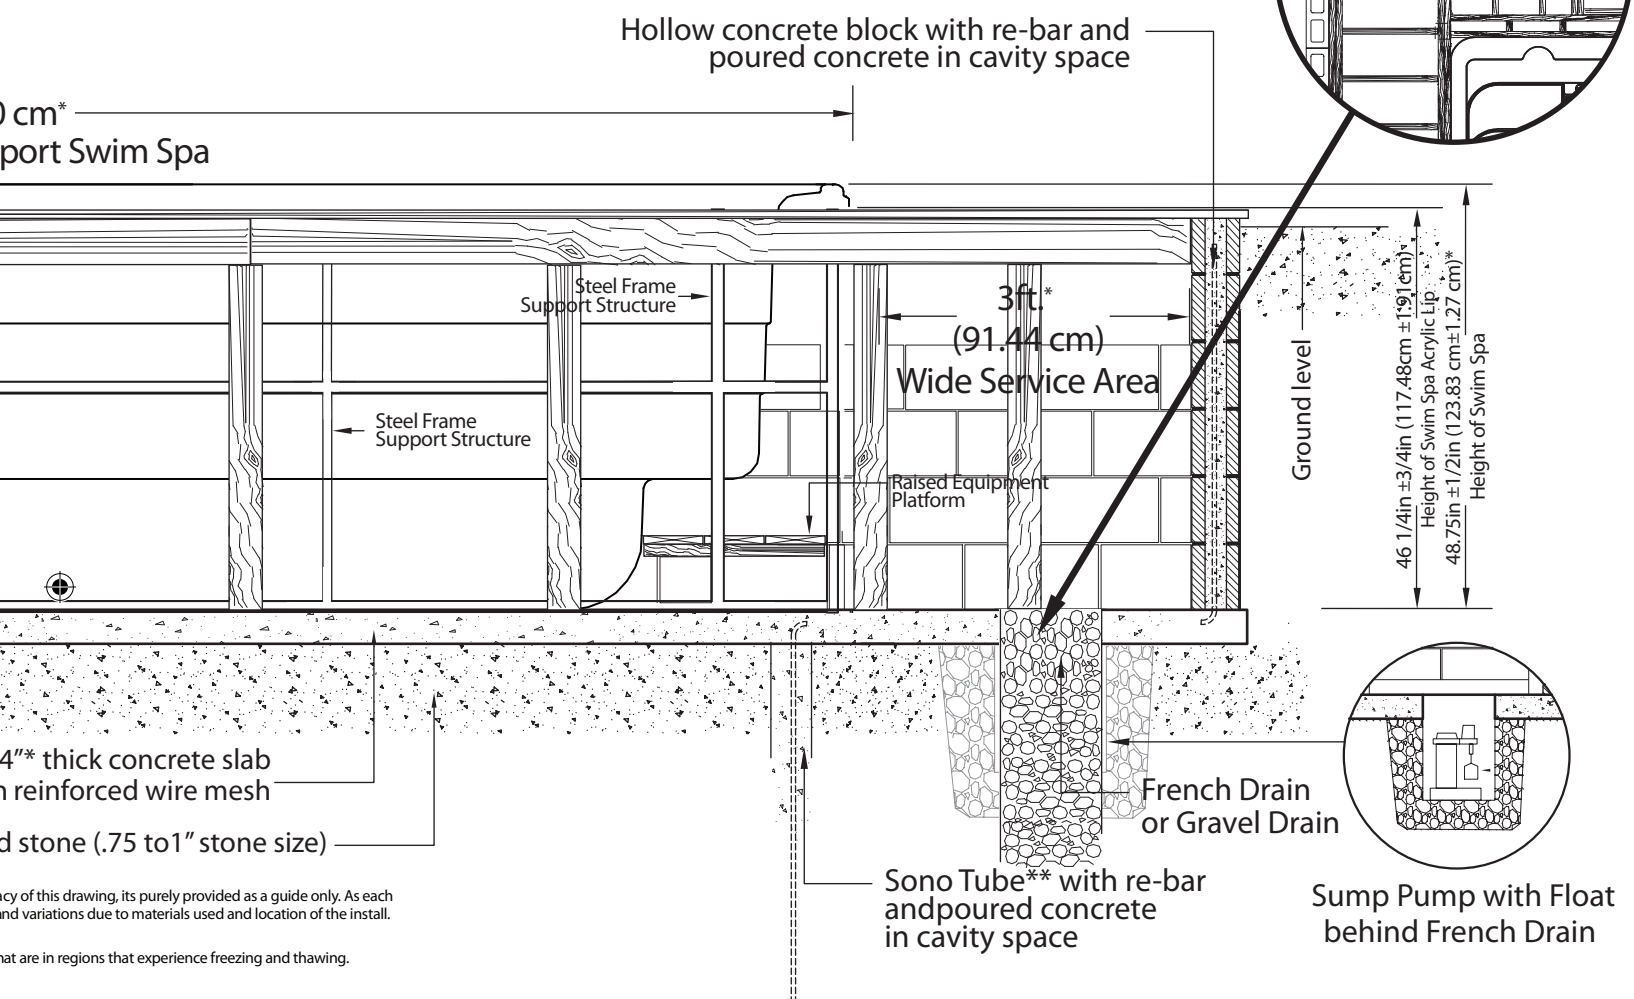 Hollow concrete block with re-bar and
poured concrete in cavity space
0 cm*
port Swim Spa
Steel Frame
Support Structure
3ft.*
(91.44 cm)
Wide Service Area
Steel Frame
Support Structure
Raised Equipment
Platform
Ground level
46 1/4in ±3/4in (117.48cm ±1.91cm)
Height of Swim Spa Acrylic Lip
48.75in ±1/2in (123.83 cm±1.27 cm)*
Height of Swim Spa
4”* thick concrete slab
h reinforced wire mesh
d stone (.75 to1” stone size)
French Drain
or Gravel Drain
Sono Tube** with re-bar
andpoured concrete
in cavity space
Sump Pump with Float
behind French Drain
acy of this drawing, its purely provided as a guide only. As each
and variations due to materials used and location of the install.
hat are in regions that experience freezing and thawing.